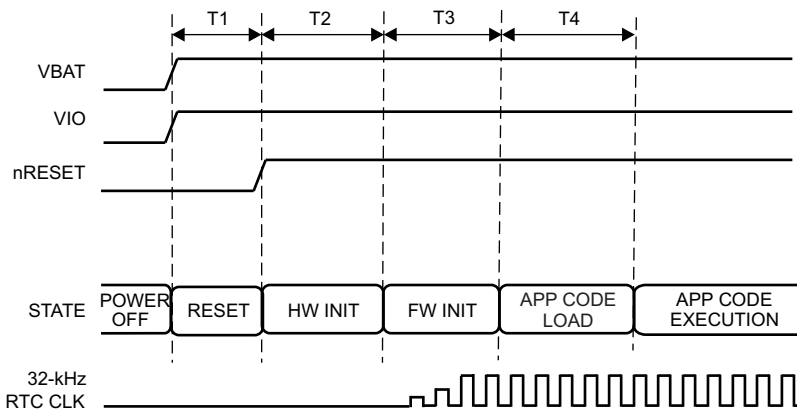 T1 T2 T3 T4
VBAT
VIO
nRESET
STATE
POWER
OFF
RESET
HW INIT
FW INIT
APP CODE
LOAD
APP CODE
EXECUTION
32-kHz
RTC CLK